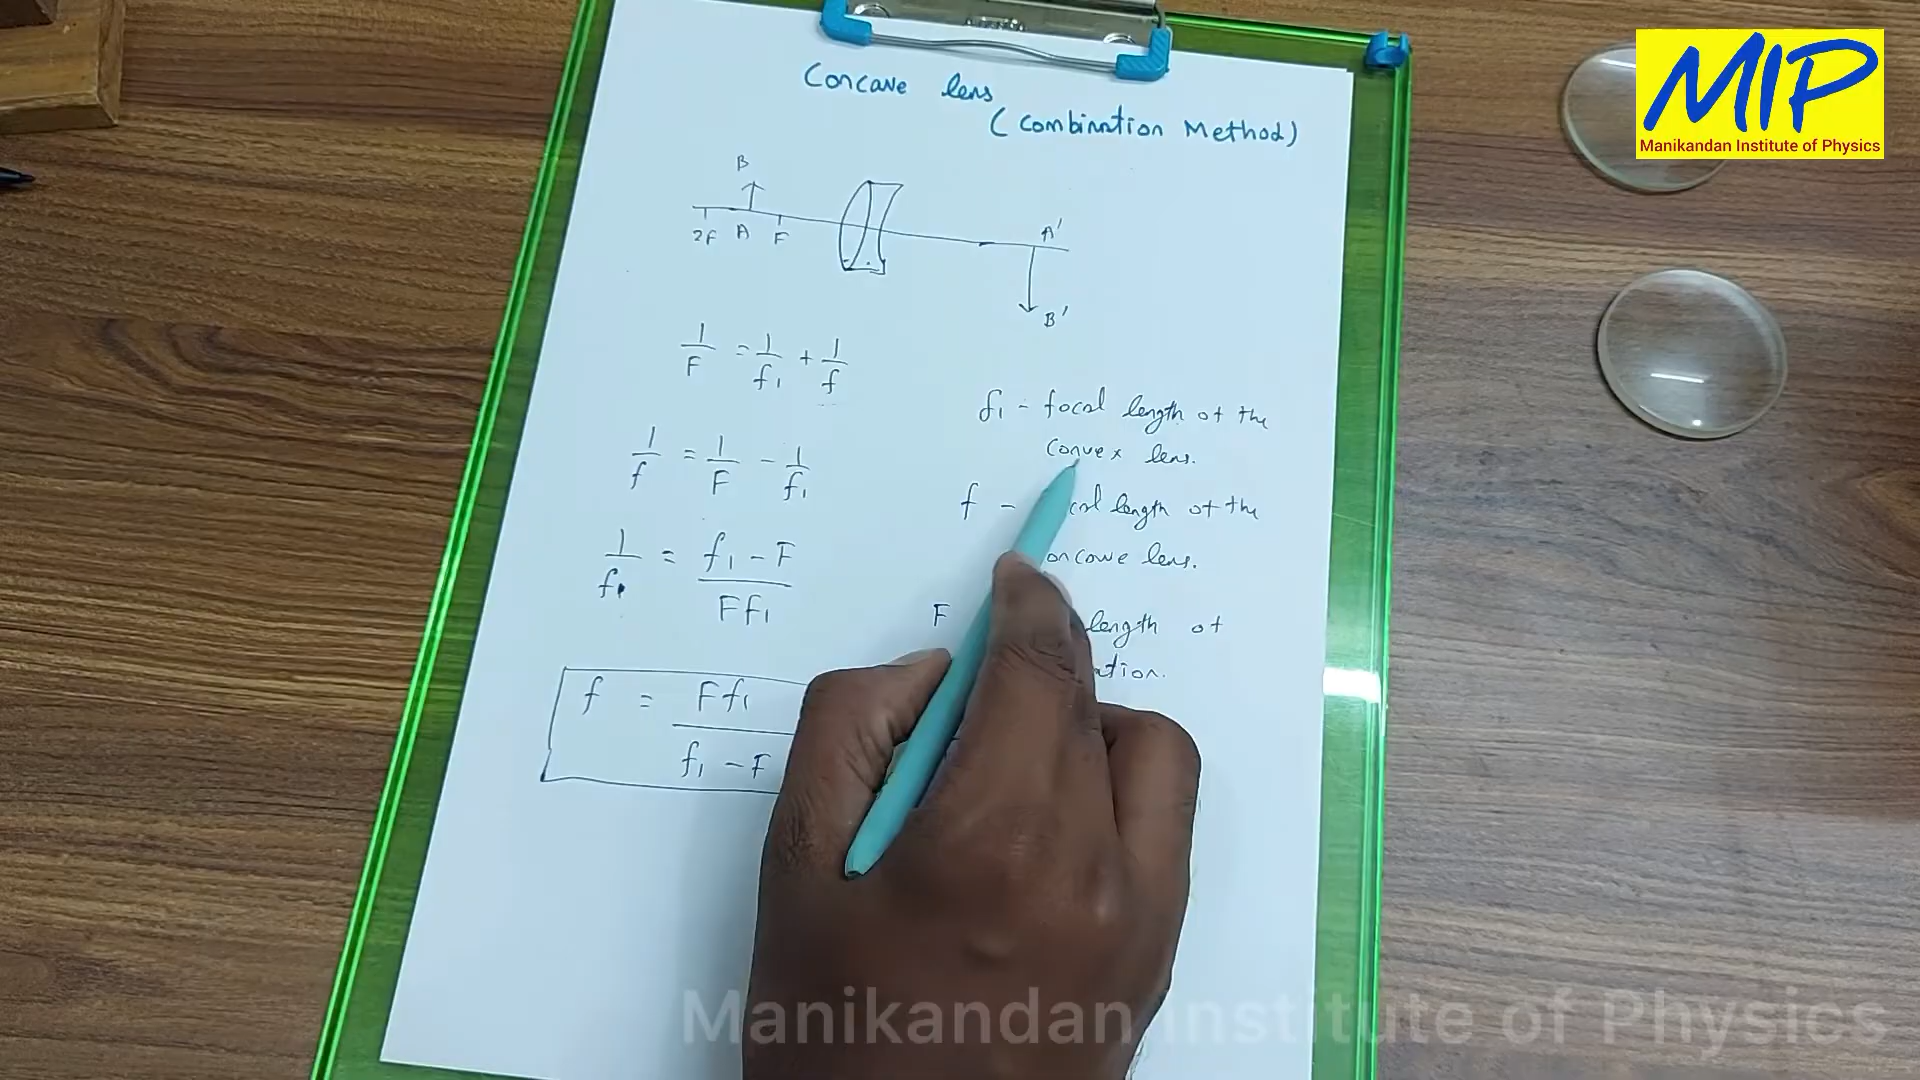 MIP
Manikandan Institute of Physics
Concave lens
(Combination Method)
B
2F A F
A'
B'
1/F = 1/f1 + 1/f
f1 - focal length of the
convex lens.
1/f = 1/F - 1/f1
f - length of the
lens.
1/f = f1 - F / Ff1
F length of
f = Ff1 / f1 - F
Manikandan Institute of Physics